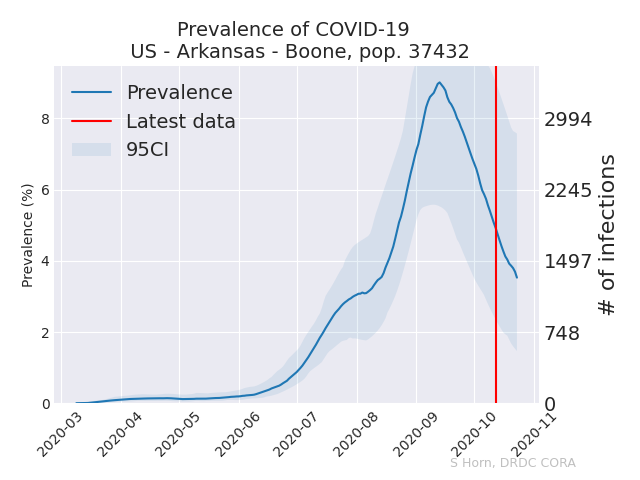 Prevalence of COVID-19
US - Arkansas - Boone, pop. 37432
Prevalence
Latest data
95CI
Prevalence (%)
8
6
4
2
0
2994
2245
1497
748
0
# of infections
2020-03
2020-04
2020-05
2020-06
2020-07
2020-08
2020-09
2020-10
2020-11
S Horn, DRDC CORA